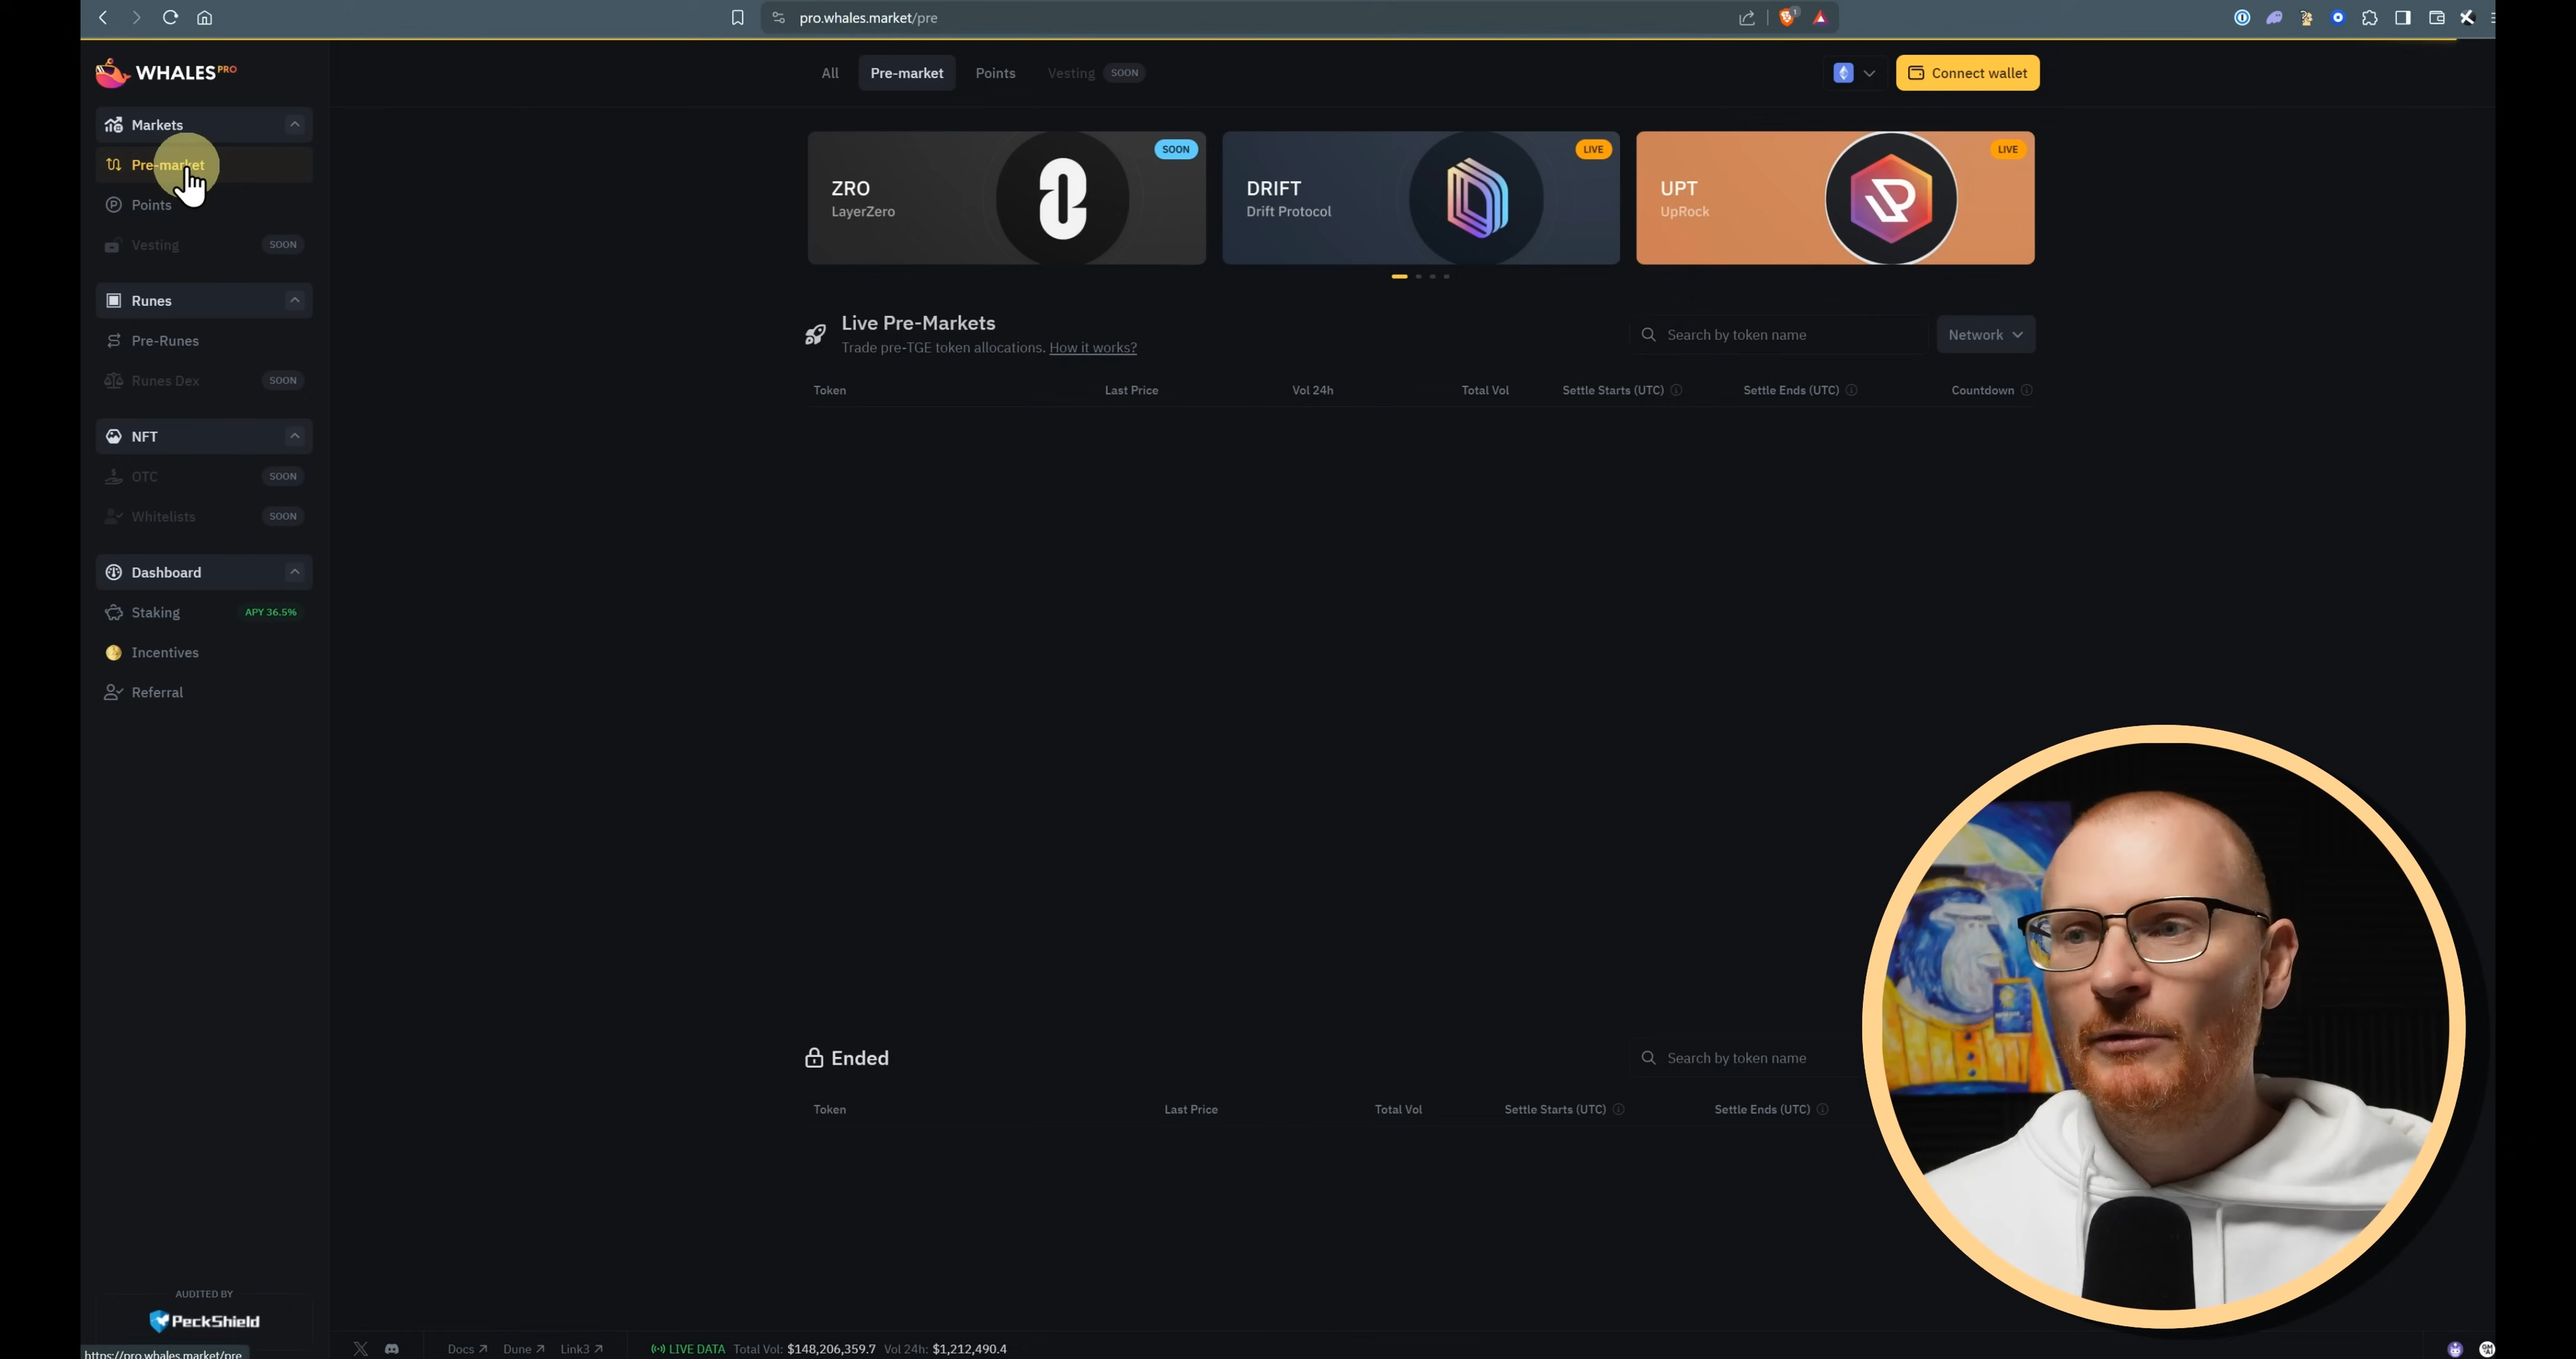 pro.whales.market/pre
1
WHALES PRO
Markets
Pre-market
Points
Vesting SOON
Runes
Pre-Runes
Runes Dex SOON
NFT
OTC SOON
Whitelists SOON
Dashboard
Staking APY 36.5%
Incentives
Referral
AUDITED BY
PeckShield
https://pro.whales.market/pre
All Pre-market Points Vesting SOON
Connect wallet
ZRO SOON
LayerZero
DRIFT LIVE
Drift Protocol
UPT LIVE
UpRock
Live Pre-Markets
Trade pre-TGE token allocations. How it works?
Search by token name Network
Token Last Price Vol 24h Total Vol Settle Starts (UTC) Settle Ends (UTC) Countdown
Ended
Search by token name
Token Last Price Total Vol Settle Starts (UTC) Settle Ends (UTC)
Docs Dune Link3 LIVE DATA Total Vol: $148,206,359.7 Vol 24h: $1,212,490.4